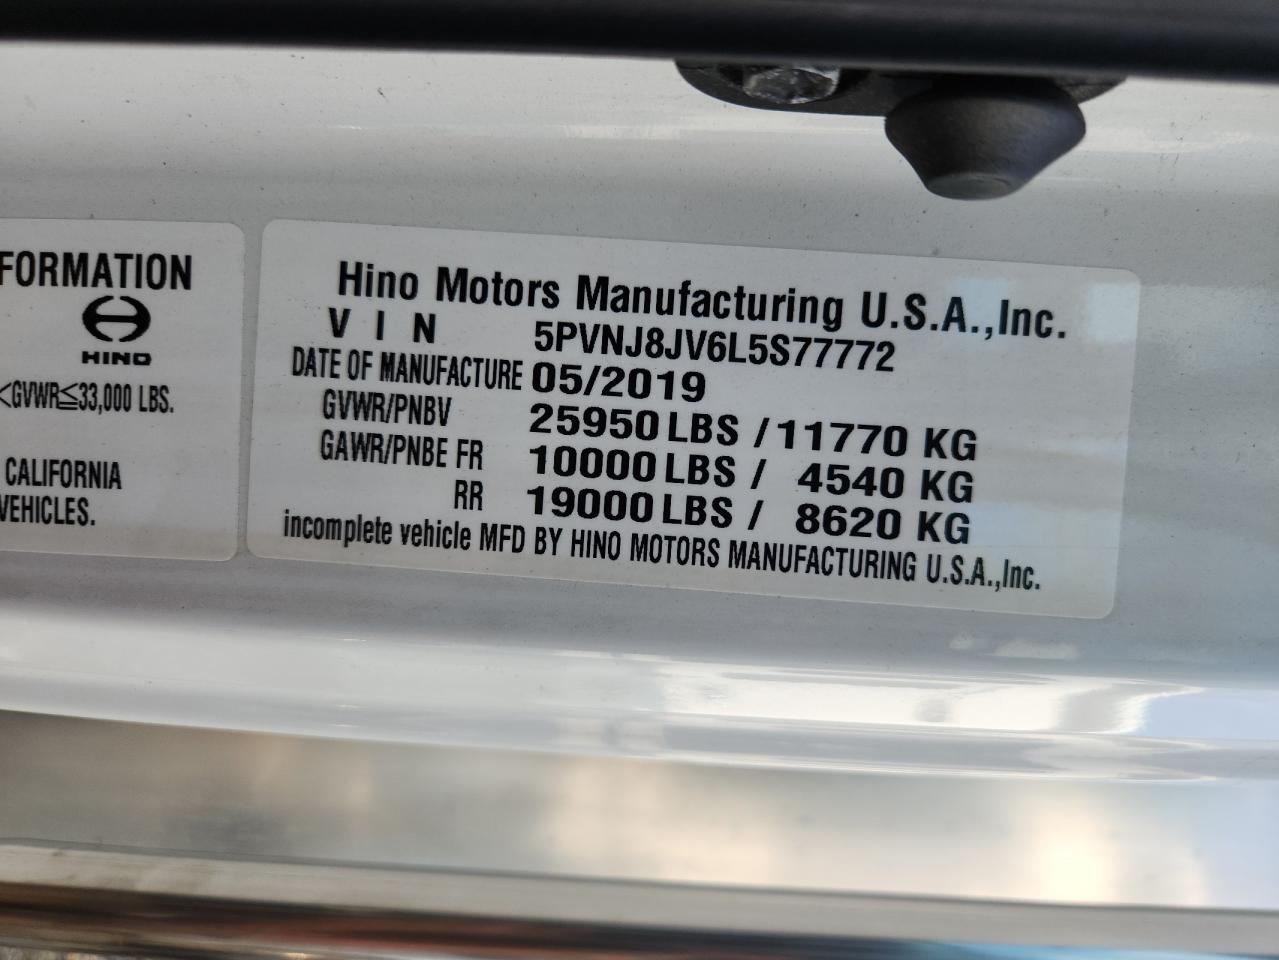 FORMATION
HINO
<GVWR≦33,000 LBS.
CALIFORNIA
VEHICLES.
Hino Motors Manufacturing U.S.A.,Inc.
V I N 5PVNJ8JV6L5S77772
DATE OF MANUFACTURE 05/2019
GVWR/PNBV 25950 LBS / 11770 KG
GAWR/PNBE FR 10000 LBS / 4540 KG
RR 19000 LBS / 8620 KG
incomplete vehicle MFD BY HINO MOTORS MANUFACTURING U.S.A.,Inc.